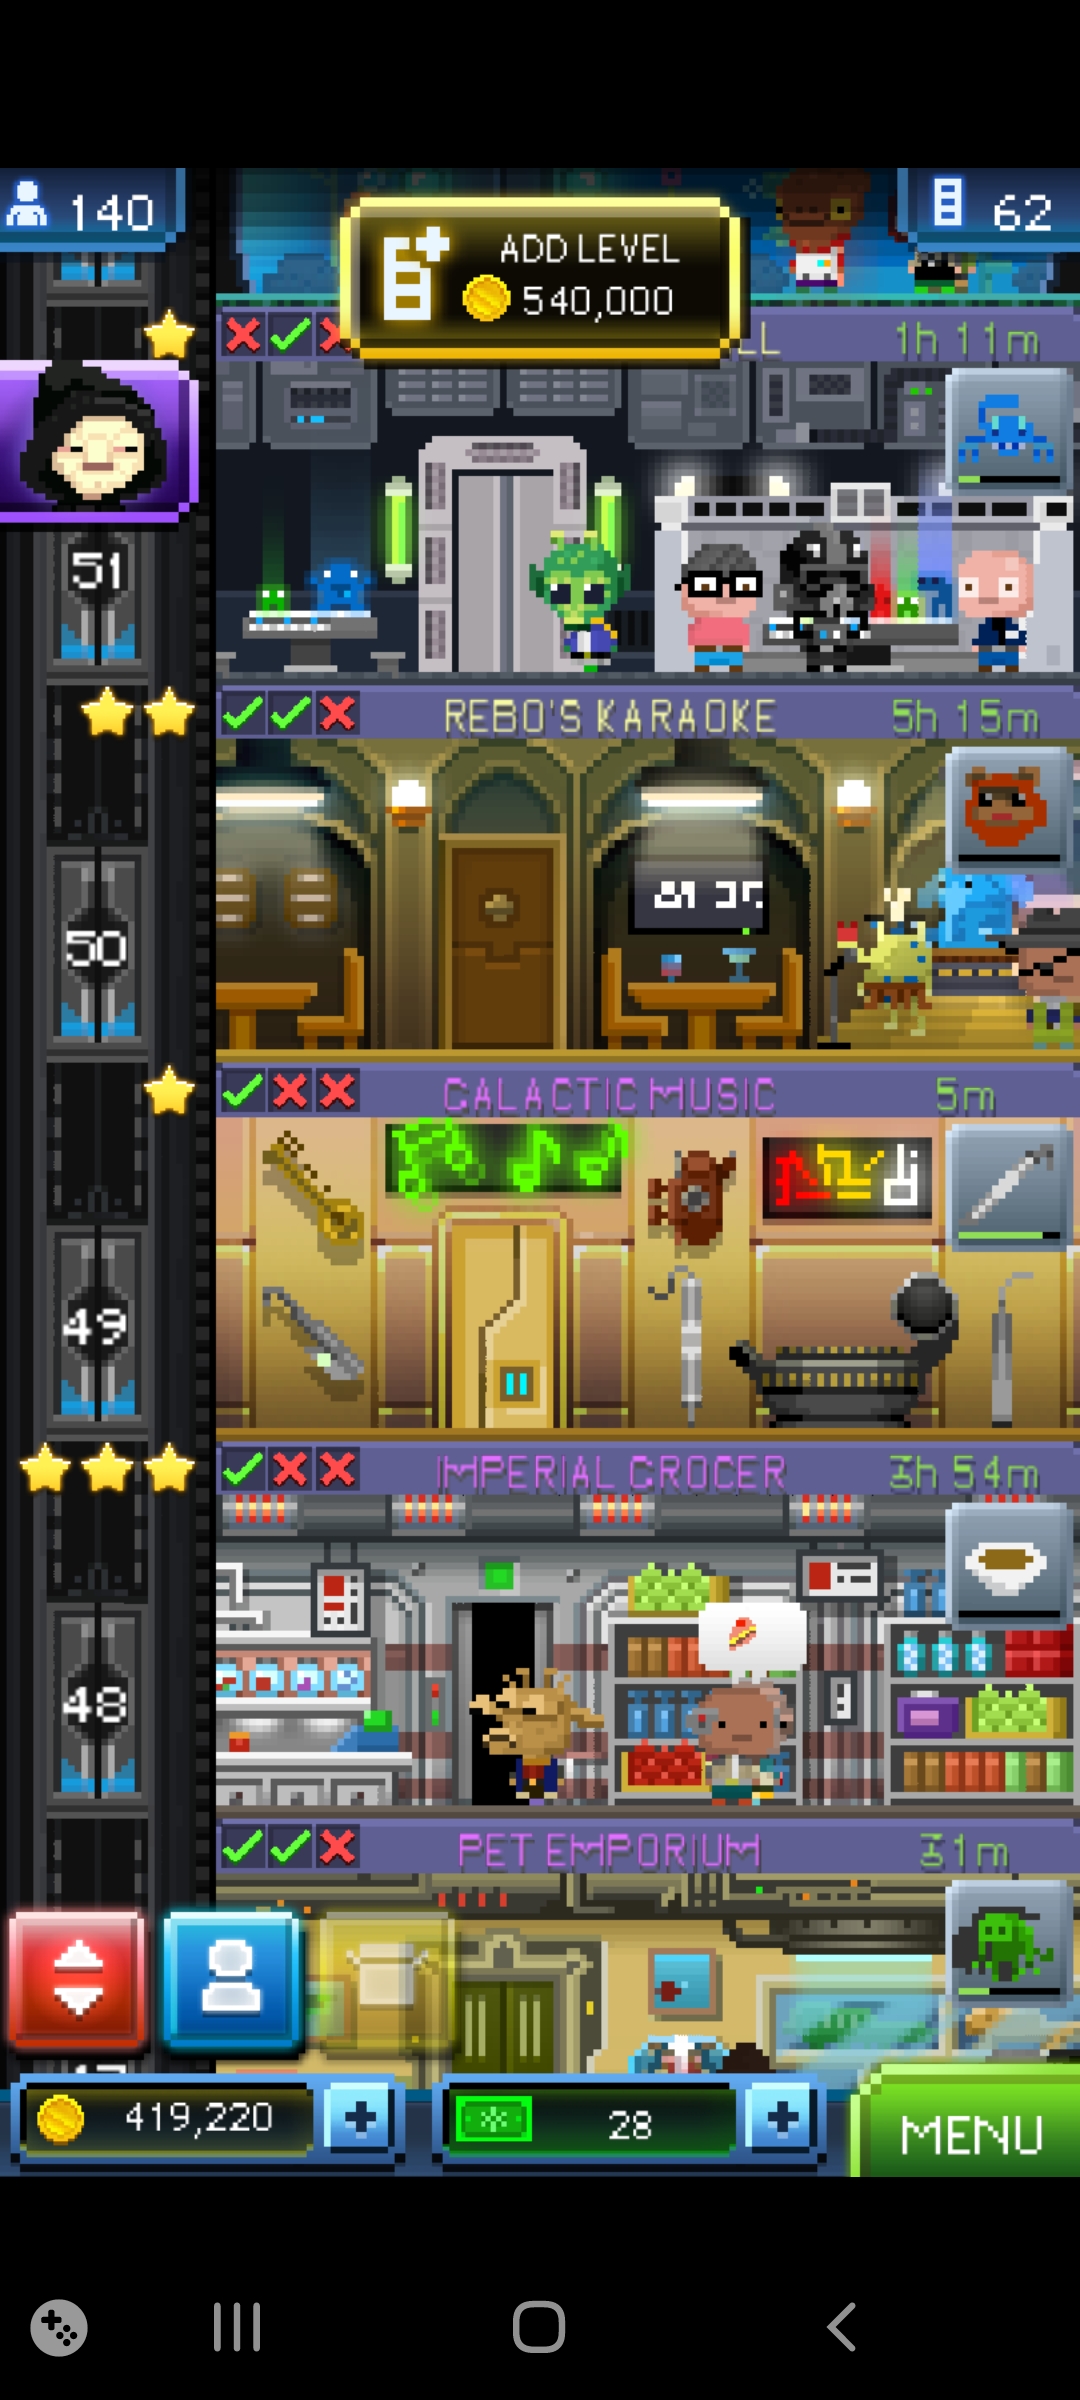 140
62
ADD LEVEL
540,000
LL
1h 11m
51
REBO'S KARAOKE
5h 15m
50
GALACTIC MUSIC
5m
49
IMPERIAL GROCER
3h 54m
48
PET EMPORIUM
31m
419,220
28
MENU